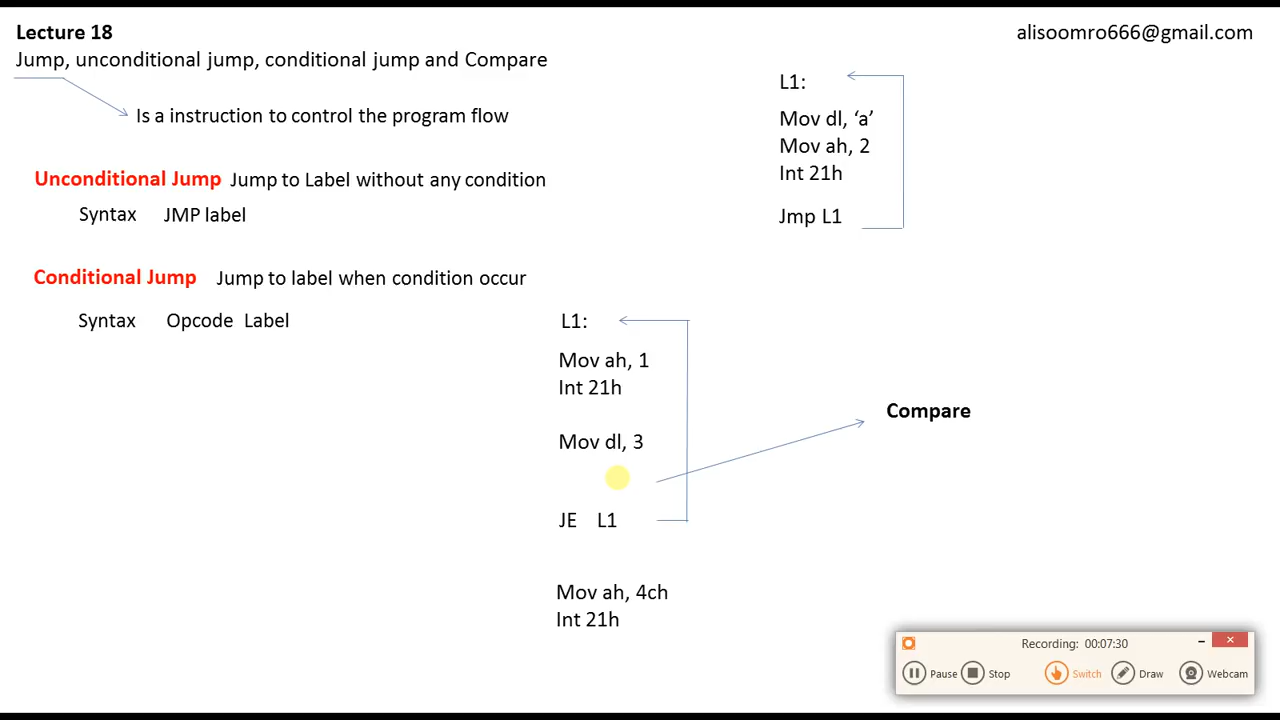 Lecture 18
alisoomro666@gmail.com
Jump, unconditional jump, conditional jump and Compare
Is a instruction to control the program flow
L1:
Mov dl, ‘a’
Mov ah, 2
Int 21h
Jmp L1
Unconditional Jump Jump to Label without any condition
Syntax JMP label
Conditional Jump Jump to label when condition occur
Syntax Opcode Label
L1:
Mov ah, 1
Int 21h
Mov dl, 3
JE L1
Mov ah, 4ch
Int 21h
Compare
Recording: 00:07:30
Pause Stop Switch Draw Webcam